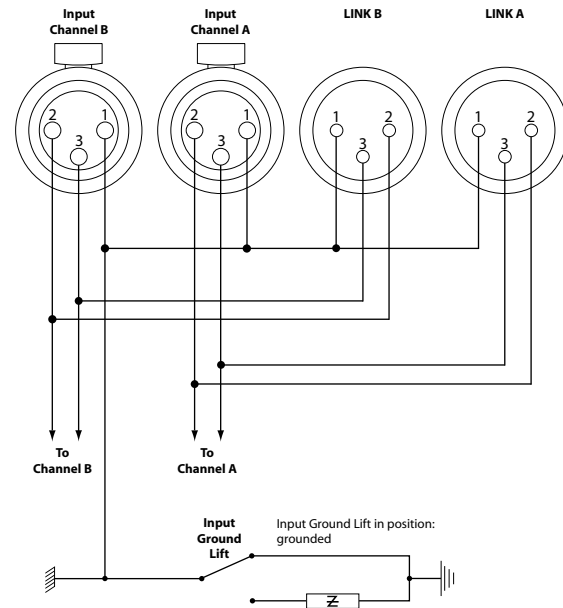 Input
Channel B
Input
Channel A
LINK B
LINK A
2
1
3
2
1
3
1
2
3
1
2
3
To
Channel B
To
Channel A
Input
Ground
Lift
Input Ground Lift in position:
grounded
Z